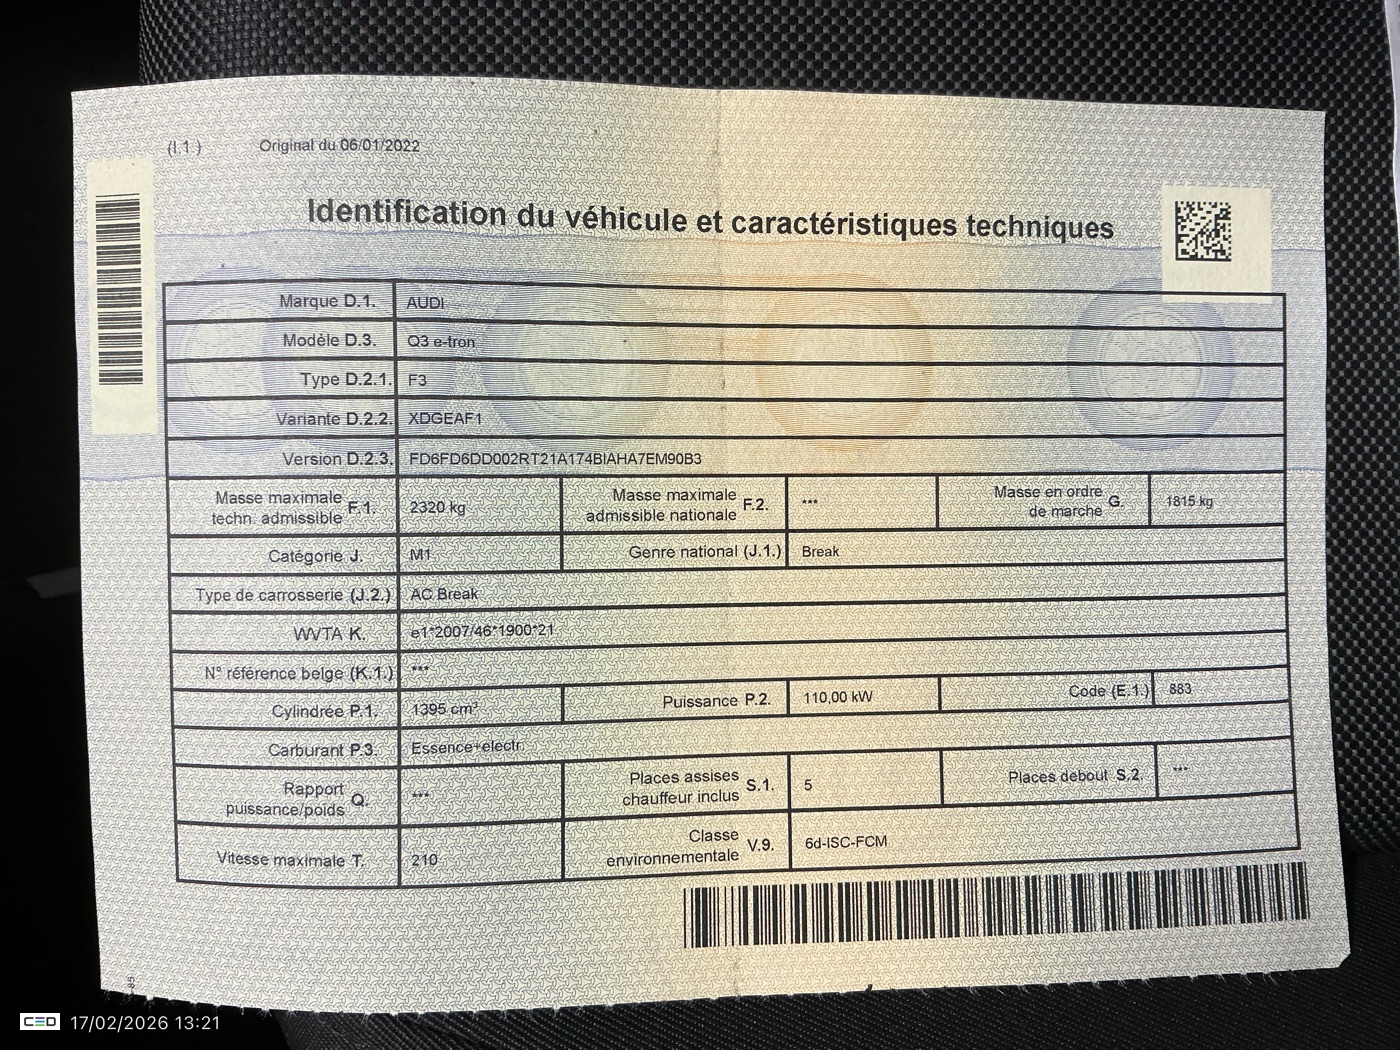 (I.1.) Original du 06/01/2022
Identification du véhicule et caractéristiques techniques
Marque D.1. AUDI
Modèle D.3. Q3 e-tron
Type D.2.1. F3
Variante D.2.2. XDGEAF1
Version D.2.3. FD6FD6DD002RT21A174BIAHA7EM90B3
Masse maximale
techn. admissible F.1. 2320 kg
Masse maximale
admissible nationale F.2. ***
Masse en ordre
de marche G. 1815 kg
Catégorie J. M1 Genre national (J.1.) Break
Type de carrosserie (J.2.) AC Break
WVTA K. e1*2007/46*1900*21
N° référence belge (K.1.) ***
Cylindrée P.1. 1395 cm³ Puissance P.2. 110,00 kW Code (E.1.) 883
Carburant P.3. Essence+électr.
Rapport
puissance/poids Q. ***
Places assises
chauffeur inclus S.1. 5
Places debout S.2. ***
Vitesse maximale T. 210
Classe
environnementale V.9. 6d-ISC-FCM
CED 17/02/2026 13:21